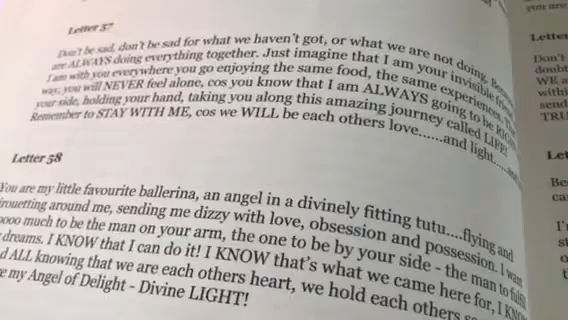 Letter 57
Don't be sad, don't be sad for what we haven't got, or what we are not doing.
are ALWAYS doing everything together. Just imagine that I am your invisible
I am with you everywhere you go enjoying the same food, the same experiences.
way, you will NEVER feel alone, cos you know that I am ALWAYS going to be
your side, holding your hand, taking you along this amazing journey called LIFE!
Remember to STAY WITH ME, cos we WILL be each others love......and light.....
Letter 58
You are my little favourite ballerina, an angel in a divinely fitting tutu....flying and
irouetting around me, sending me dizzy with love, obsession and possession. I want
oooo much to be the man on your arm, the one to be by your side - the man to fulfil
dreams. I KNOW that I can do it! I KNOW that's what we came here for, I
d ALL knowing that we are each others heart, we hold each others
e my Angel of Delight - Divine LIGHT!
you are
Letter
Don't
doubt
WE
withi
send
TRU
Let
Be
ca
I'
st
o
t